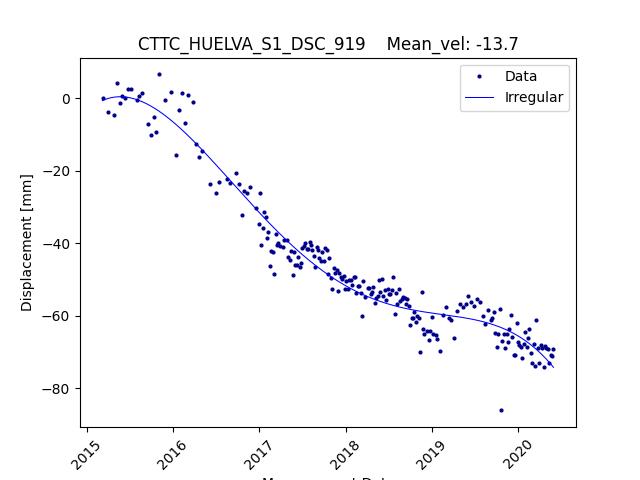 CTTC_HUELVA_S1_DSC_919    Mean_vel: -13.7
Data
Irregular
Displacement [mm]
0
−20
−40
−60
−80
2015
2016
2017
2018
2019
2020